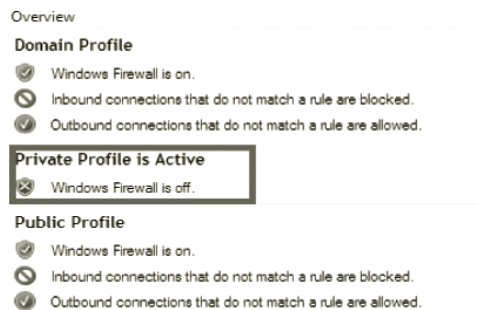 Overview
Domain Profile
Windows Firewall is on.
Inbound connections that do not match a rule are blocked.
Outbound connections that do not match a rule are allowed.
Private Profile is Active
Windows Firewall is off.
Public Profile
Windows Firewall is on.
Inbound connections that do not match a rule are blocked.
Outbound connections that do not match a rule are allowed.